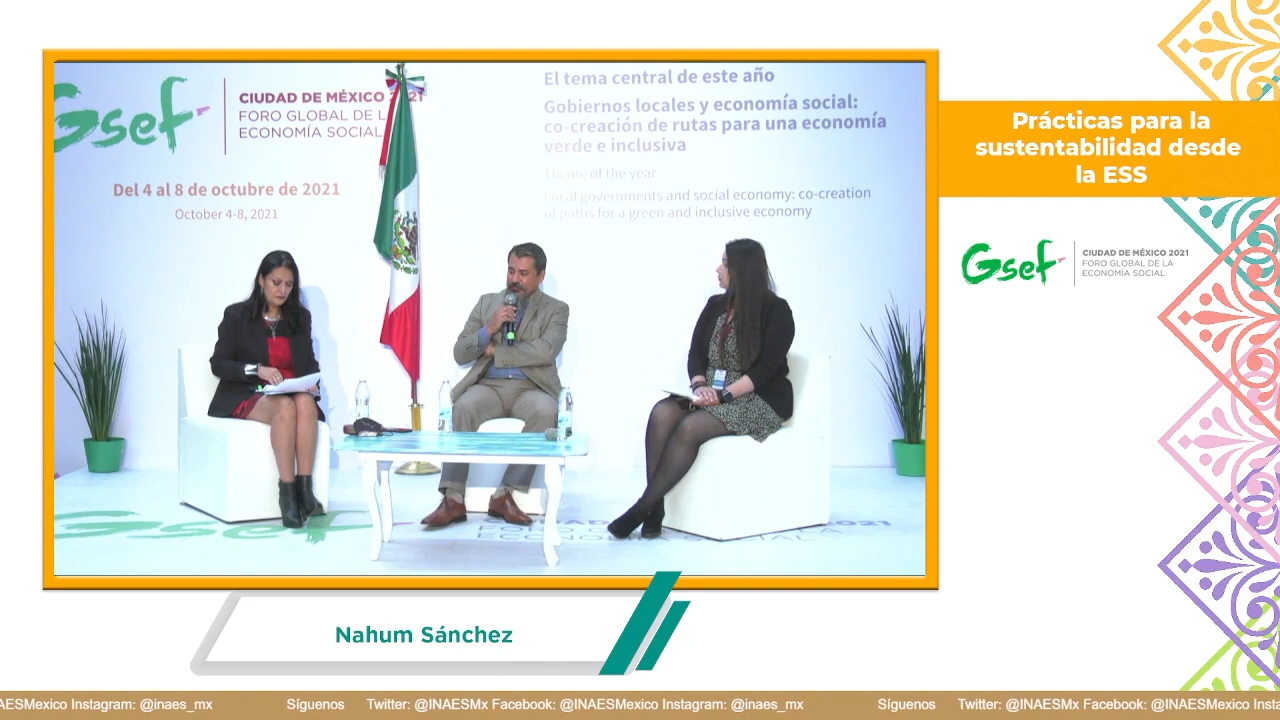 Gsef
CIUDAD DE MÉXICO 2021
FORO GLOBAL DE LA
ECONOMÍA SOCIAL
Del 4 al 8 de octubre de 2021
October 4-8, 2021
El tema central de este año
Gobiernos locales y economía social:
co-creación de rutas para una economía
verde e inclusiva
Theme of the year
Local governments and social economy: co-creation
of paths for a green and inclusive economy
Gsef
2021
FORO
ECONOMÍA SOCIAL
Prácticas para la
sustentabilidad desde
la ESS
Gsef
CIUDAD DE MÉXICO 2021
FORO GLOBAL DE LA
ECONOMÍA SOCIAL
Nahum Sánchez
AESMexico Instagram: @inaes_mx Síguenos Twitter: @INAESMx Facebook: @INAESMexico Instagram: @inaes_mx Síguenos Twitter: @INAESMx Facebook: @INAESMexico Insta